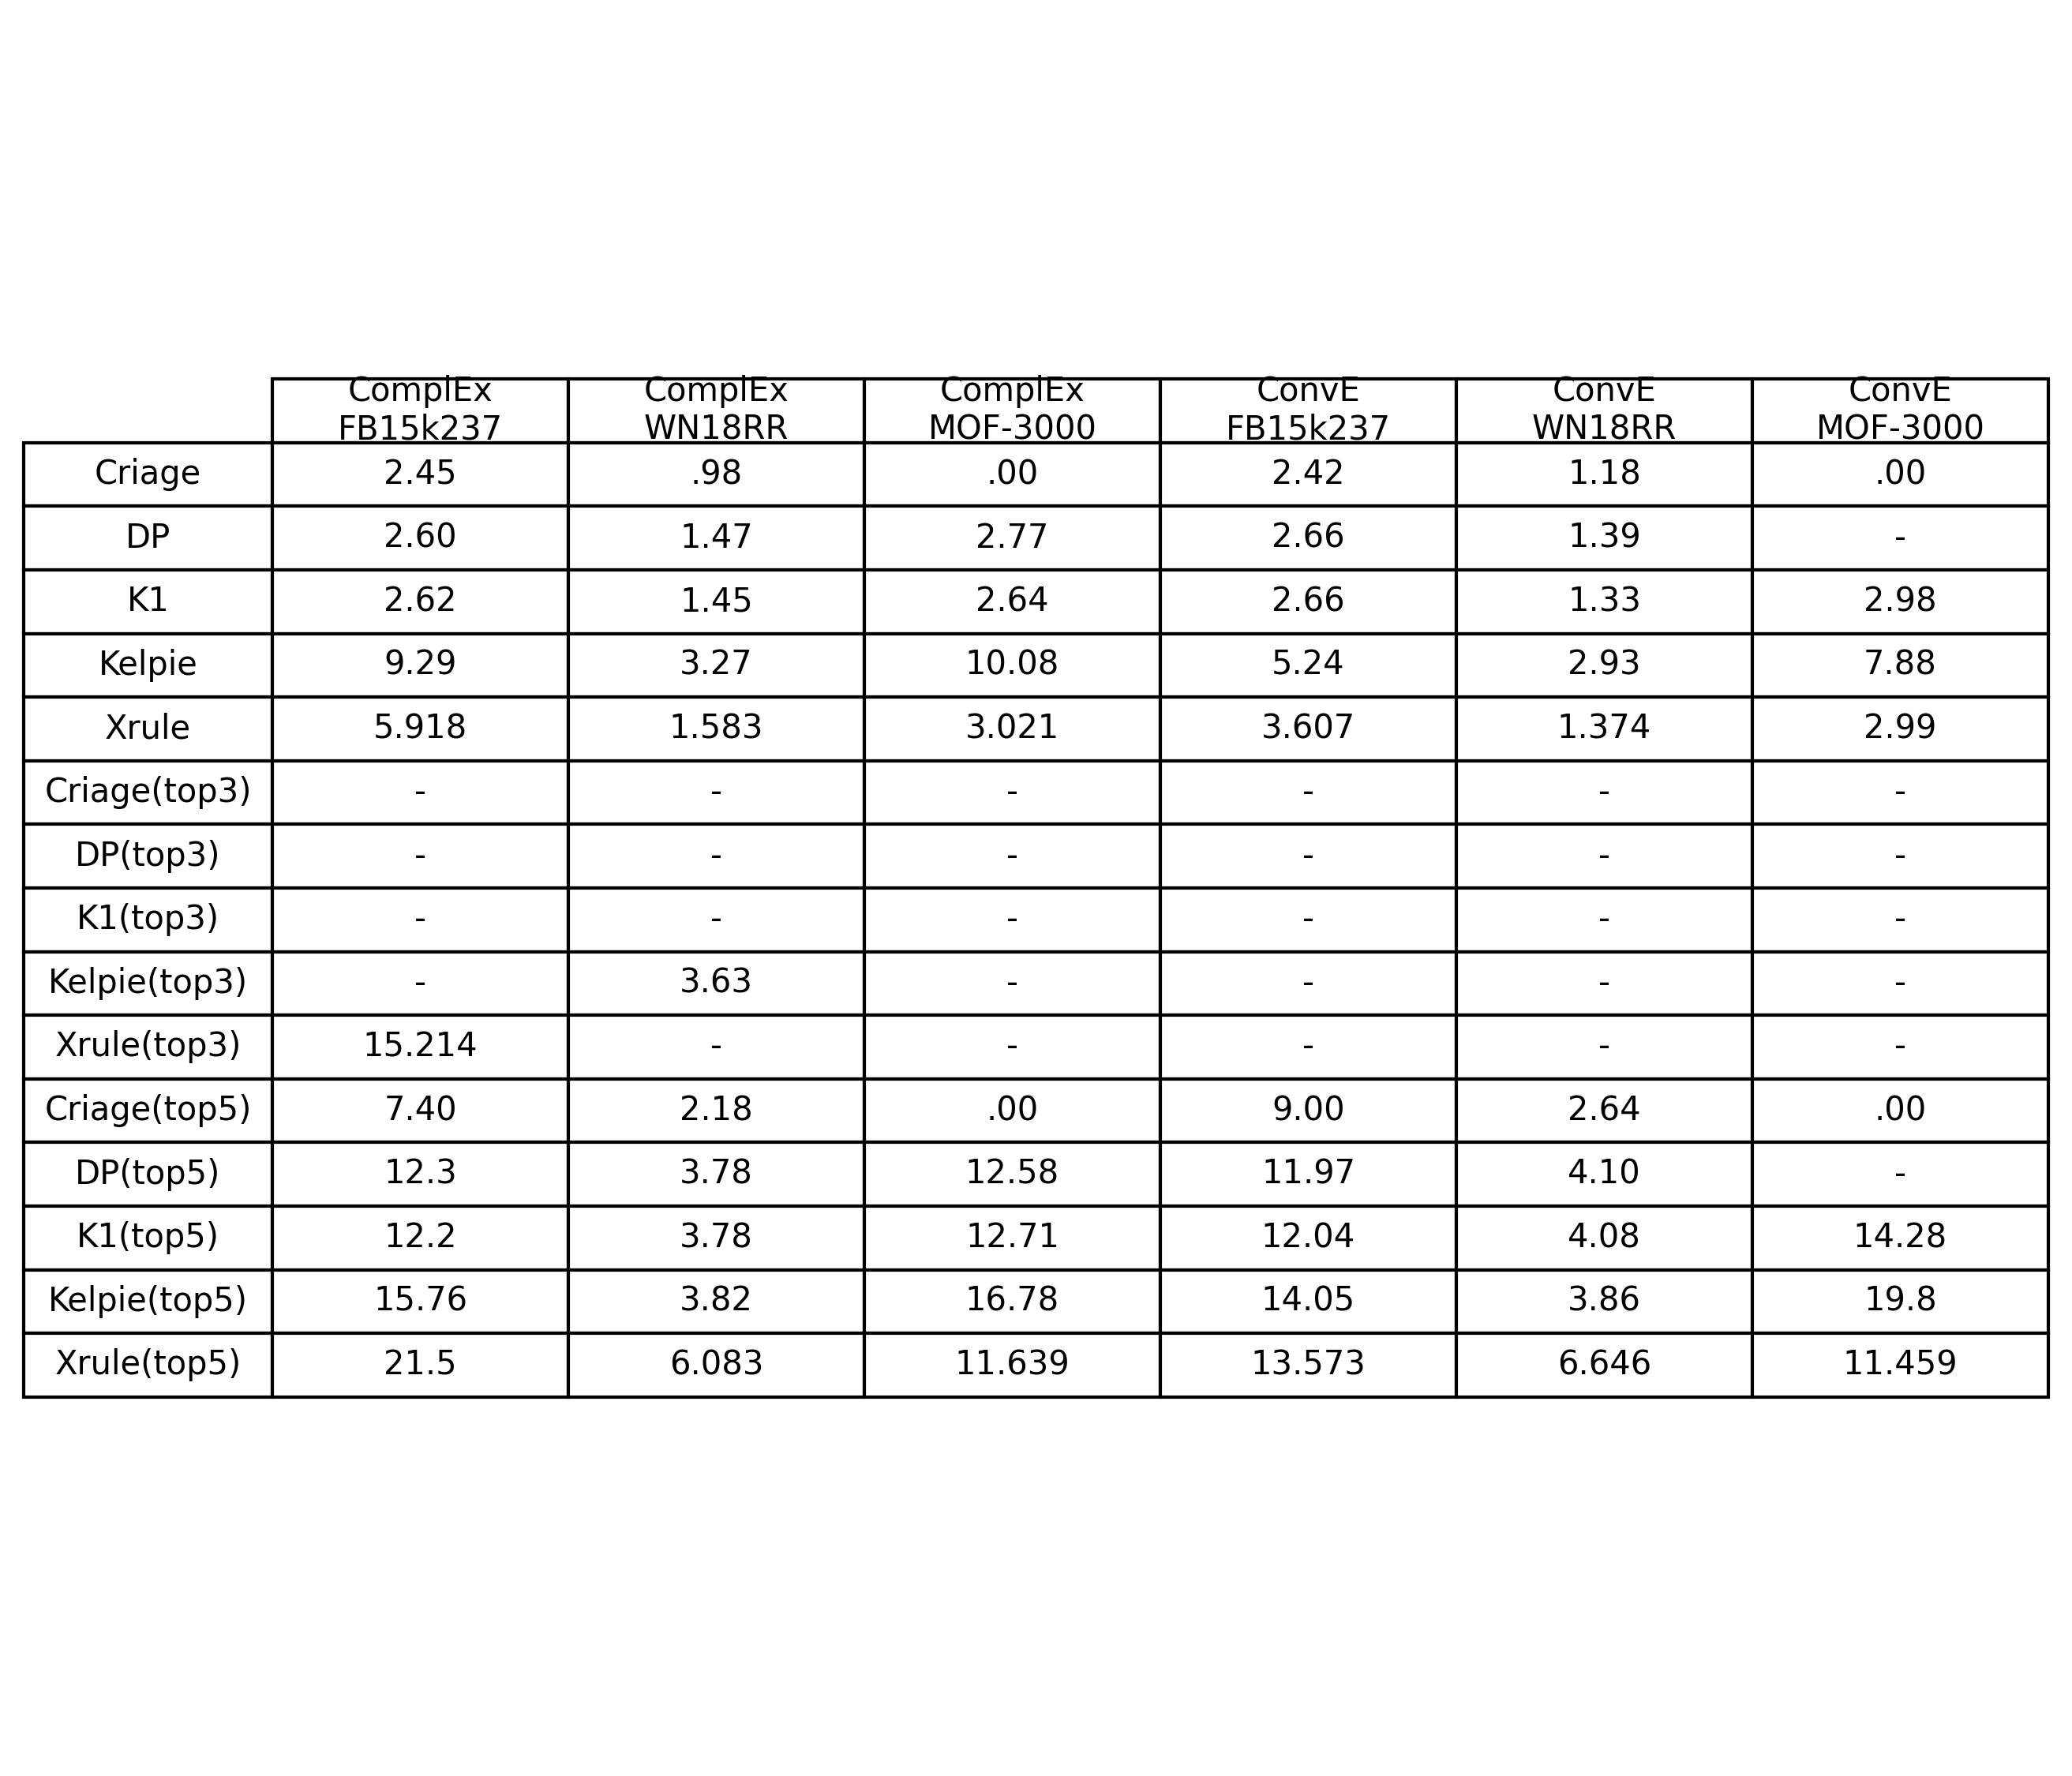 ComplEx ComplEx ComplEx ConvE ConvE ConvE
FB15k237 WN18RR MOF-3000 FB15k237 WN18RR MOF-3000
Criage 2.45 .98 .00 2.42 1.18 .00
DP 2.60 1.47 2.77 2.66 1.39 -
K1 2.62 1.45 2.64 2.66 1.33 2.98
Kelpie 9.29 3.27 10.08 5.24 2.93 7.88
Xrule 5.918 1.583 3.021 3.607 1.374 2.99
Criage(top3) - - - - - -
DP(top3) - - - - - -
K1(top3) - - - - - -
Kelpie(top3) - 3.63 - - - -
Xrule(top3) 15.214 - - - - -
Criage(top5) 7.40 2.18 .00 9.00 2.64 .00
DP(top5) 12.3 3.78 12.58 11.97 4.10 -
K1(top5) 12.2 3.78 12.71 12.04 4.08 14.28
Kelpie(top5) 15.76 3.82 16.78 14.05 3.86 19.8
Xrule(top5) 21.5 6.083 11.639 13.573 6.646 11.459